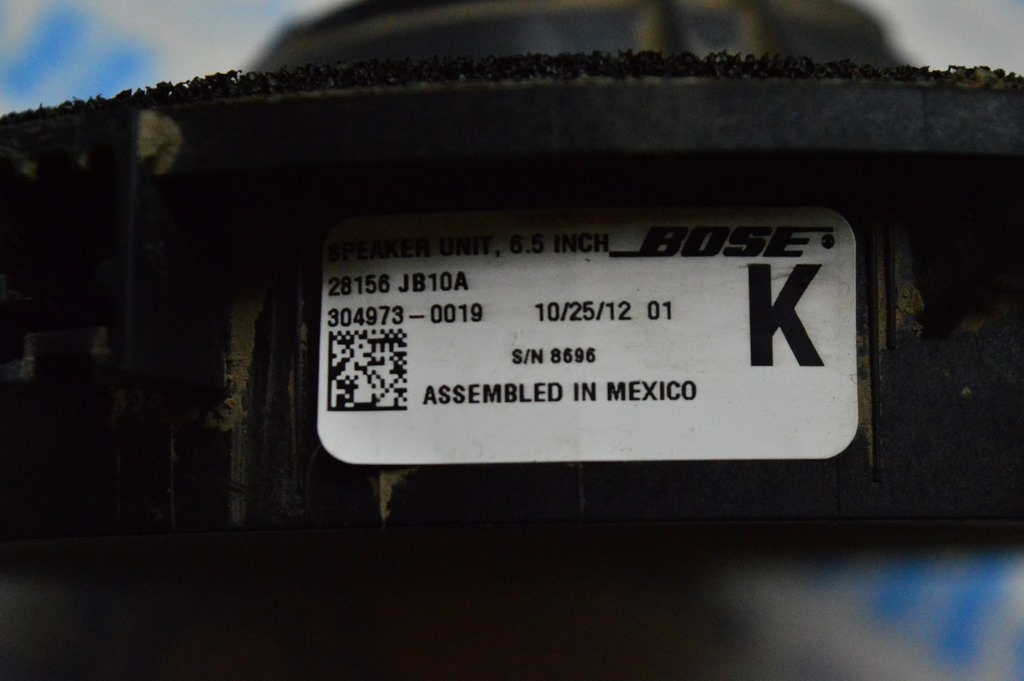 SPEAKER UNIT, 6.5 INCH BOSE®
28156 JB10A K
304973-0019 10/25/12 01
S/N 8696
ASSEMBLED IN MEXICO